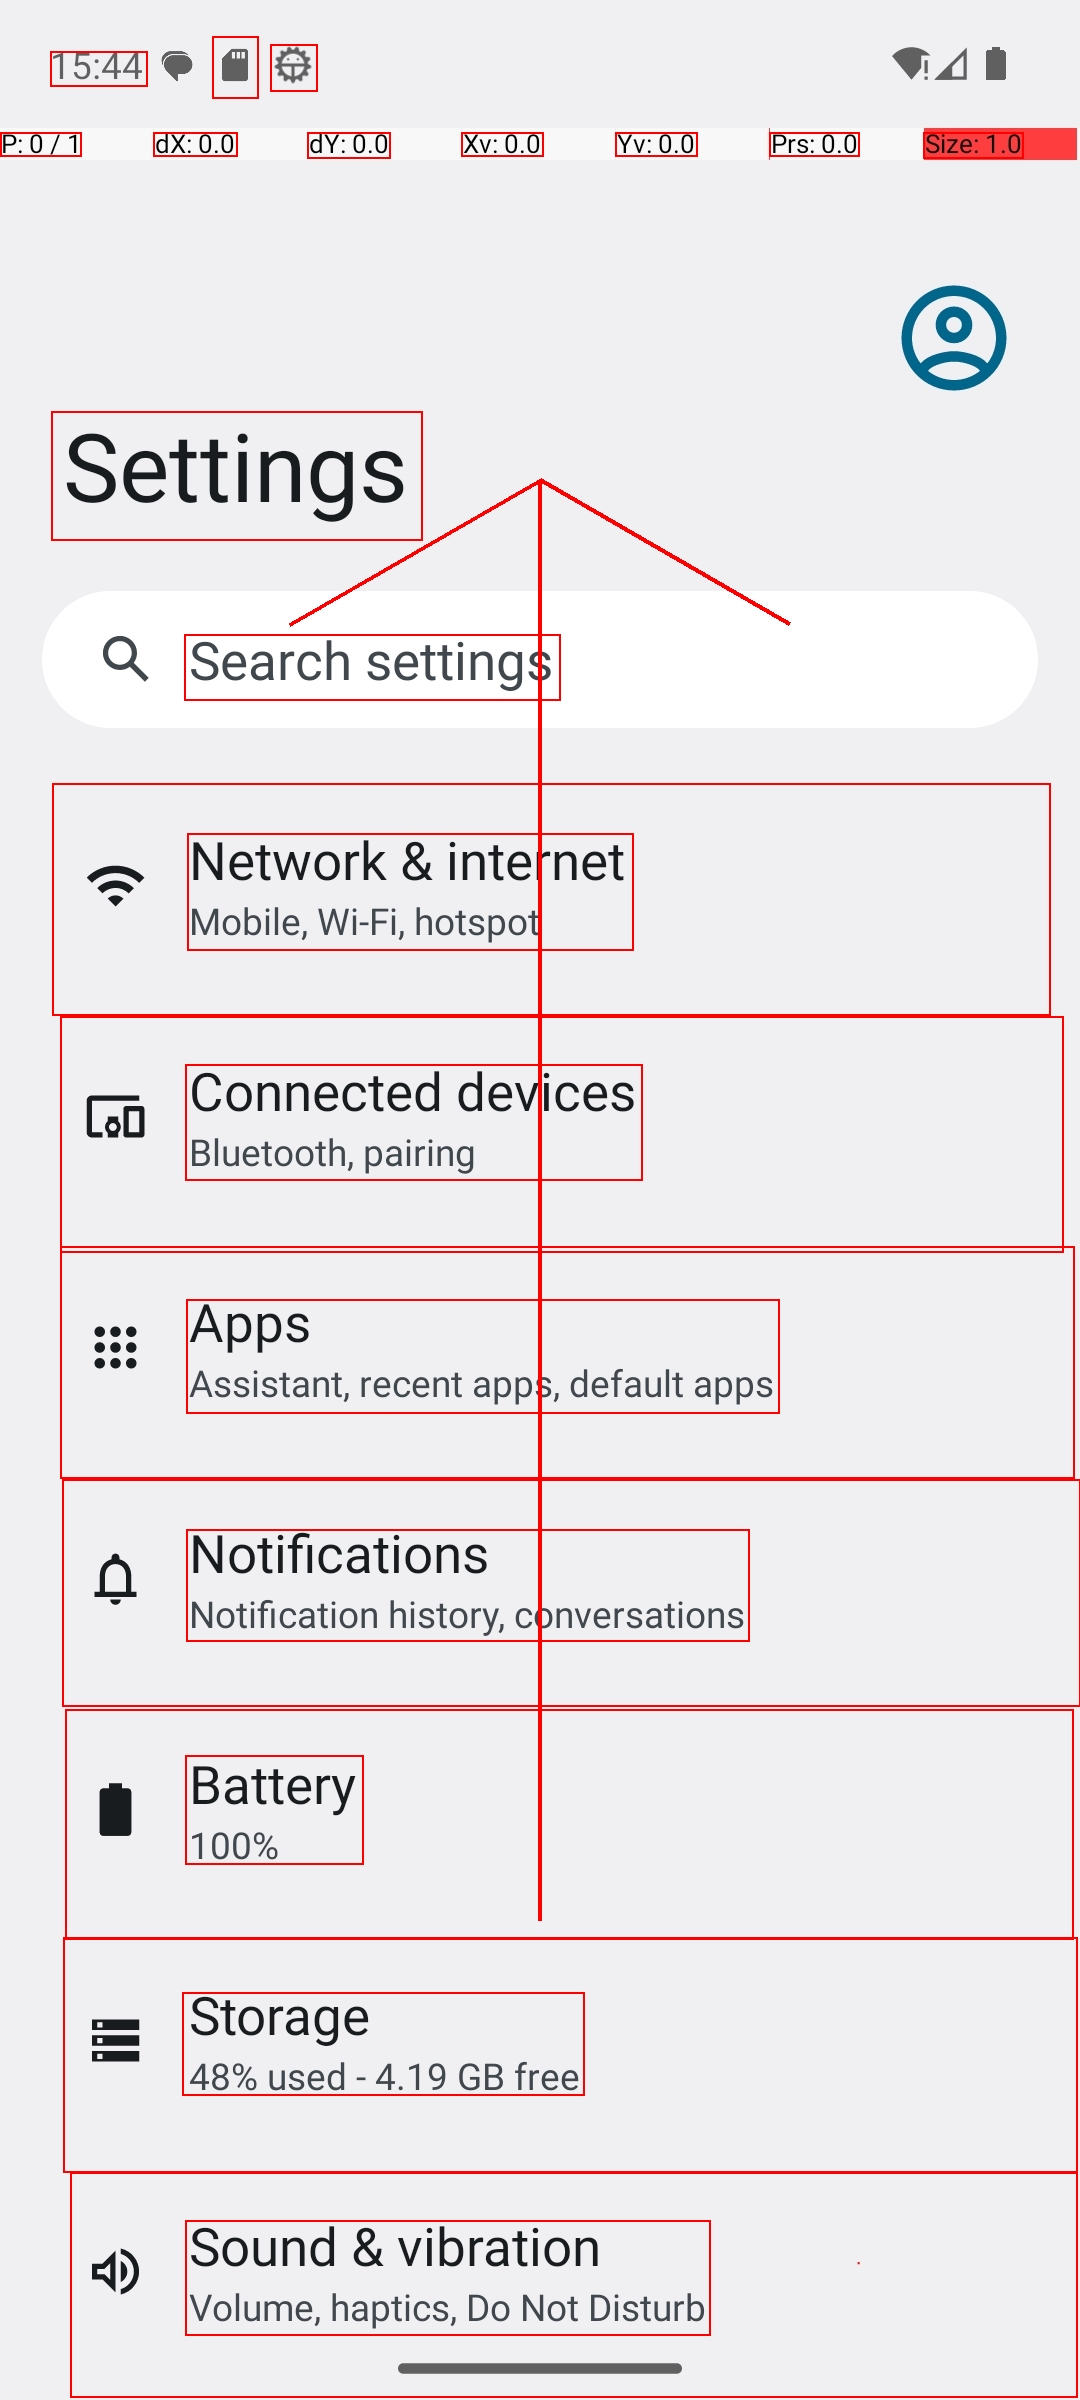 15:44
P: 0 / 1 dX: 0.0 dY: 0.0 Xv: 0.0 Yv: 0.0 Prs: 0.0 Size: 1.0
Settings
Search settings
Network & internet
Mobile, Wi-Fi, hotspot
Connected devices
Bluetooth, pairing
Apps
Assistant, recent apps, default apps
Notifications
Notification history, conversations
Battery
100%
Storage
48% used - 4.19 GB free
Sound & vibration
Volume, haptics, Do Not Disturb